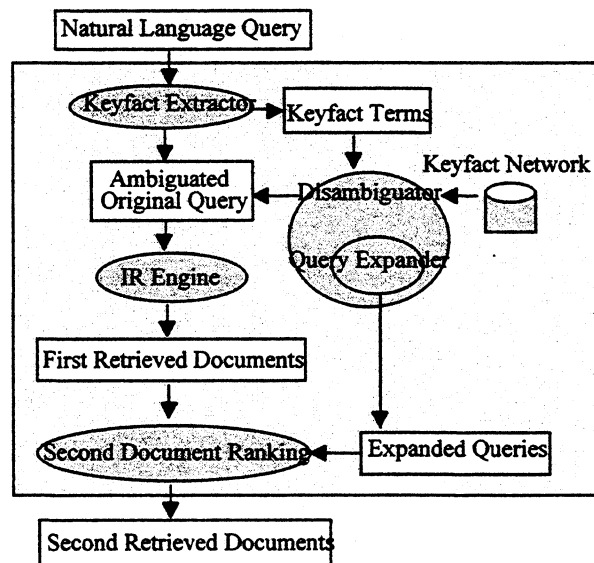 Natural Language Query
Keyfact Extractor
Keyfact Terms
Keyfact Network
Ambiguated
Original Query
Disambiguator
Query Expander
IR Engine
First Retrieved Documents
Second Document Ranking
Expanded Queries
Second Retrieved Documents